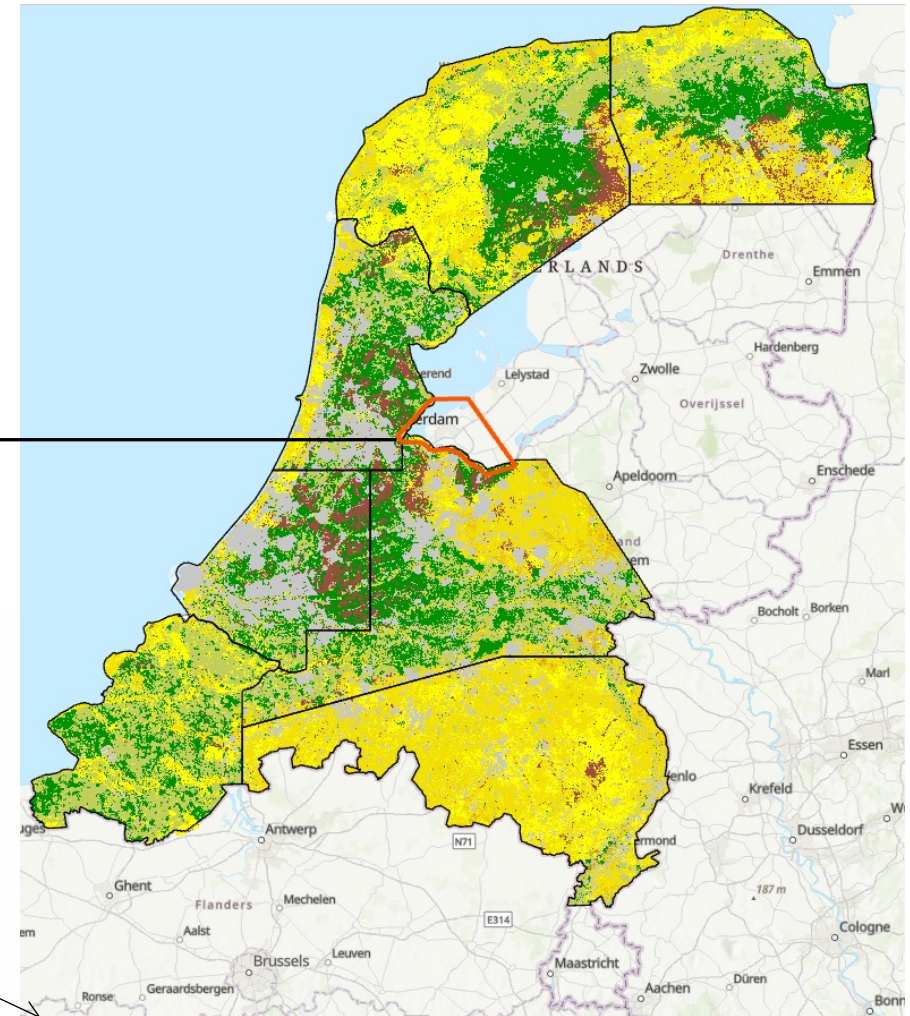 ERLANDS
Drenthe
Emmen
Hardenberg
Zwolle
Lelystad
erend
Overijssel
erdam
Enschede
Apeldoorn
and
em
Bocholt
Borken
Marl
Essen
enlo
Krefeld
Dusseldorf
uges
Antwerp
N71
ermond
187 m
Ghent
Flanders
Mechelen
E314
Cologne
em
Aalst
Brussels
Leuven
Maastricht
Düren
Ronse
Geraardsbergen
Aachen
Bonn